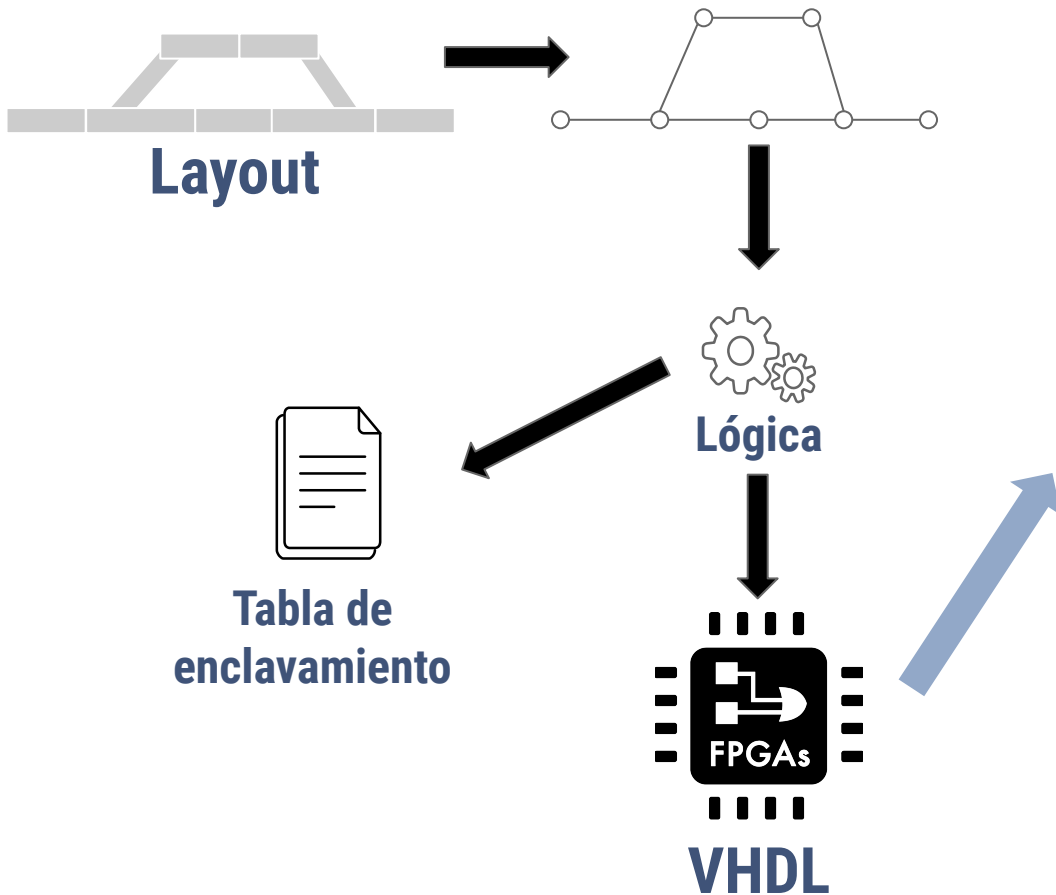 Layout
Lógica
Tabla de
enclavamiento
FPGAs
VHDL